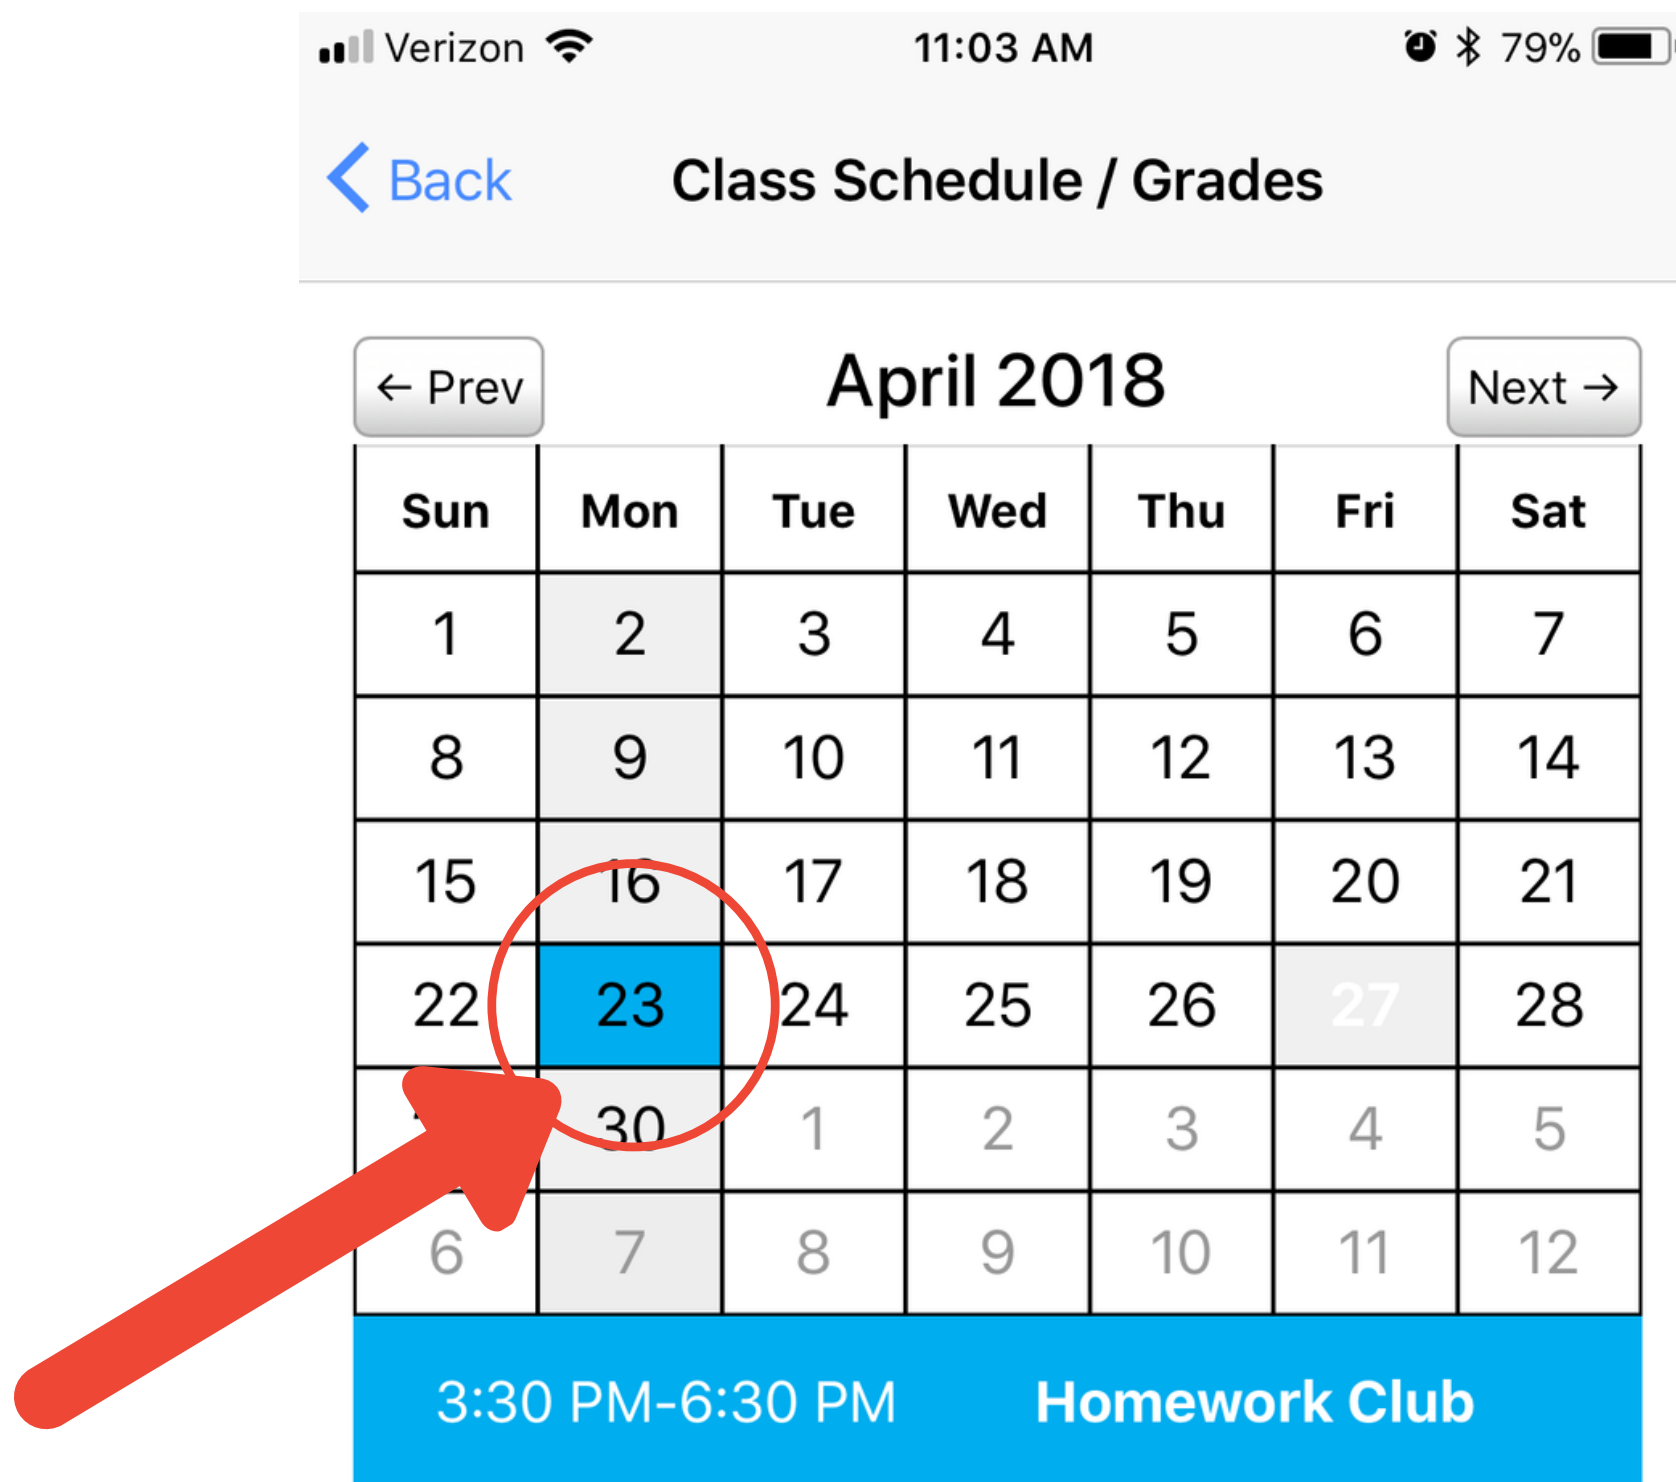 Verizon 11:03 AM 79%
Back Class Schedule / Grades
← Prev April 2018 Next →
Sun Mon Tue Wed Thu Fri Sat
1 2 3 4 5 6 7
8 9 10 11 12 13 14
15 16 17 18 19 20 21
22 23 24 25 26 27 28
30 1 2 3 4 5
6 7 8 9 10 11 12
3:30 PM-6:30 PM Homework Club